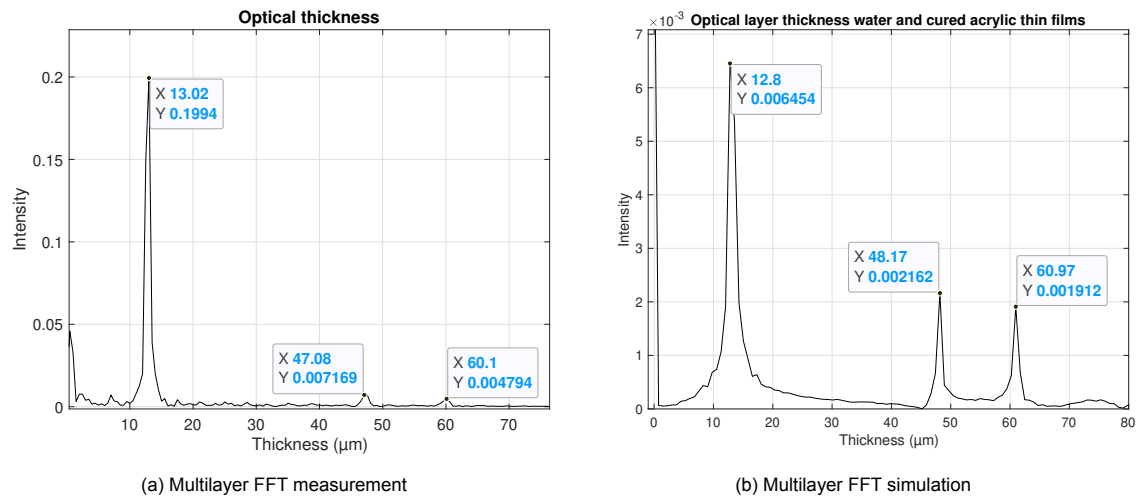 Optical thickness
0.2
0.15
0.1
0.05
0
10
20
30
40
50
60
70
Intensity
Thickness (μm)
X 13.02
Y 0.1994
X 47.08
Y 0.007169
X 60.1
Y 0.004794
(a) Multilayer FFT measurement
×10⁻³ Optical layer thickness water and cured acrylic thin films
7
6
5
4
3
2
1
0
0
10
20
30
40
50
60
70
80
Intensity
Thickness (μm)
X 12.8
Y 0.006454
X 48.17
Y 0.002162
X 60.97
Y 0.001912
(b) Multilayer FFT simulation